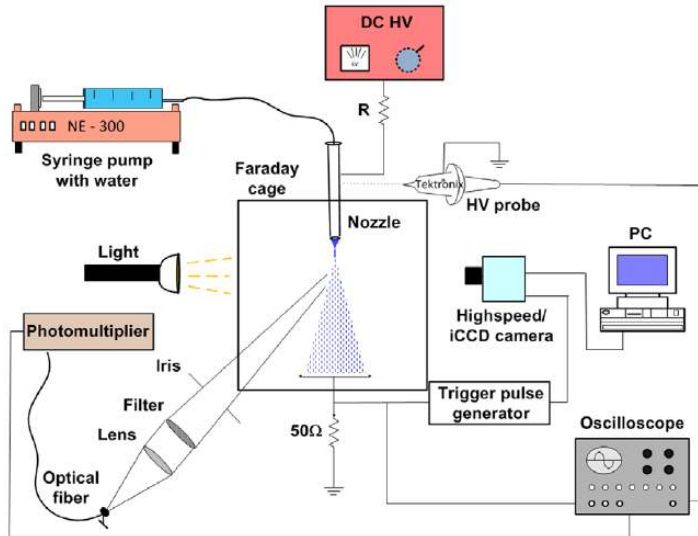 DC HV
R
NE - 300
Syringe pump
with water
Faraday
cage
Tektronix
HV probe
Nozzle
Light
PC
Highspeed/
iCCD camera
Photomultiplier
Iris
Filter
Lens
Trigger pulse
generator
50Ω
Oscilloscope
Optical
fiber